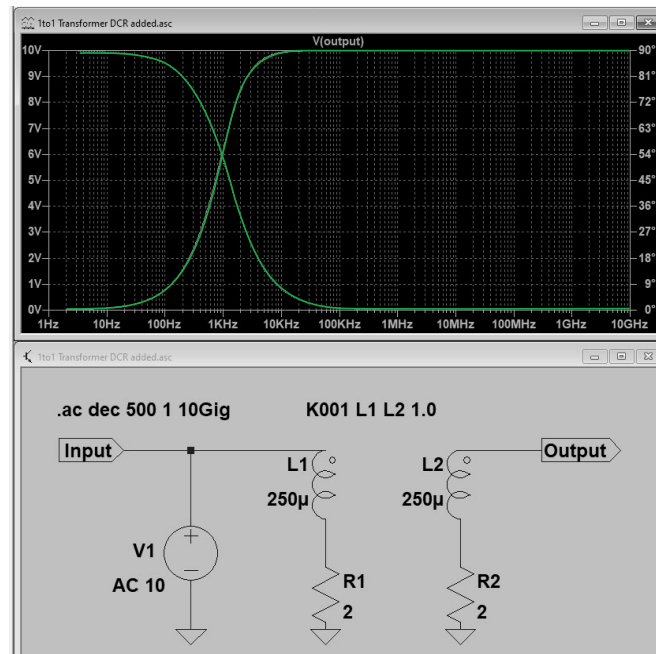 1to1 Transformer DCR added.asc
V(output)
10V 90°
9V 81°
8V 72°
7V 63°
6V 54°
5V 45°
4V 36°
3V 27°
2V 18°
1V 9°
0V 0°
1Hz 10Hz 100Hz 1KHz 10KHz 100KHz 1MHz 10MHz 100MHz 1GHz 10GHz
1to1 Transformer DCR added.asc
.ac dec 500 1 10Gig K001 L1 L2 1.0
Input L1 L2 Output
250µ 250µ
V1
AC 10
R1 R2
2 2